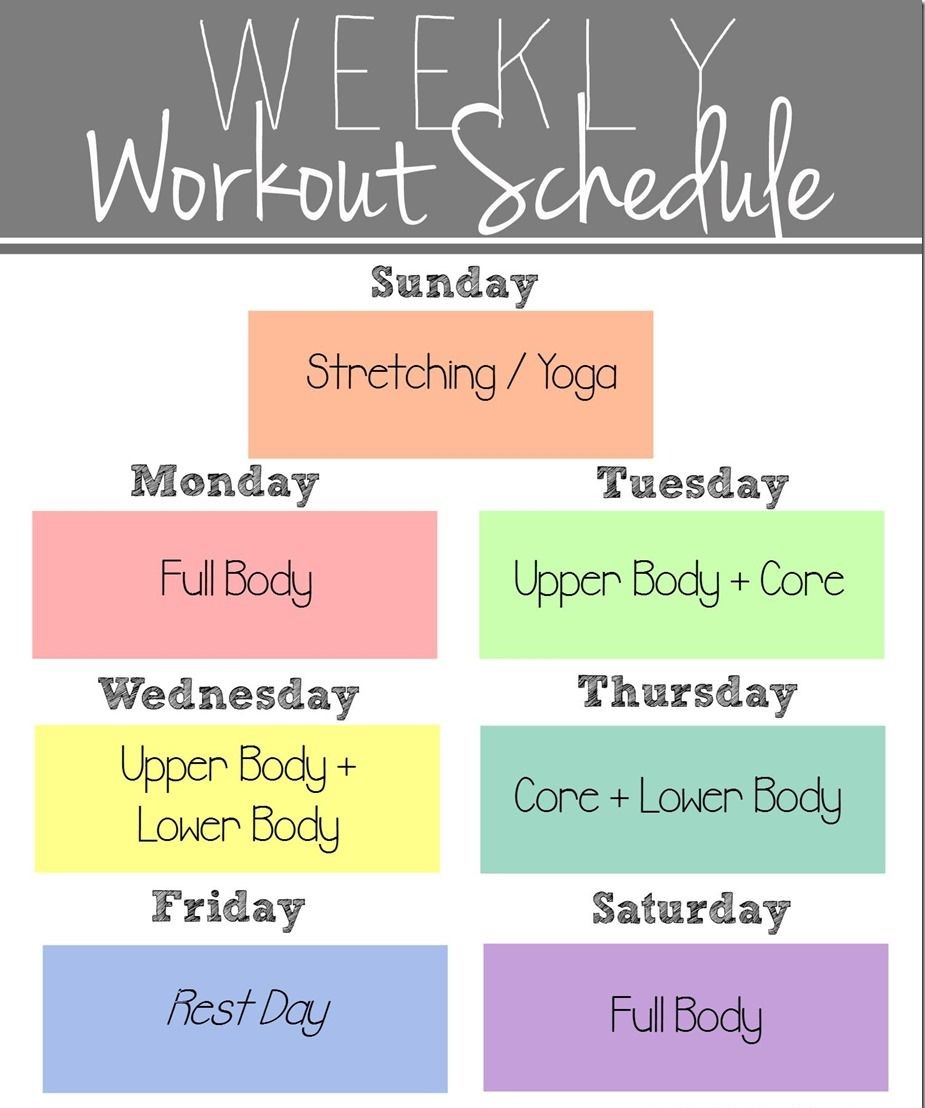 WEEKLY
Workout Schedule
Sunday
Stretching / Yoga
Monday
Full Body
Tuesday
Upper Body + Core
Wednesday
Upper Body +
Lower Body
Thursday
Core + Lower Body
Friday
Rest Day
Saturday
Full Body